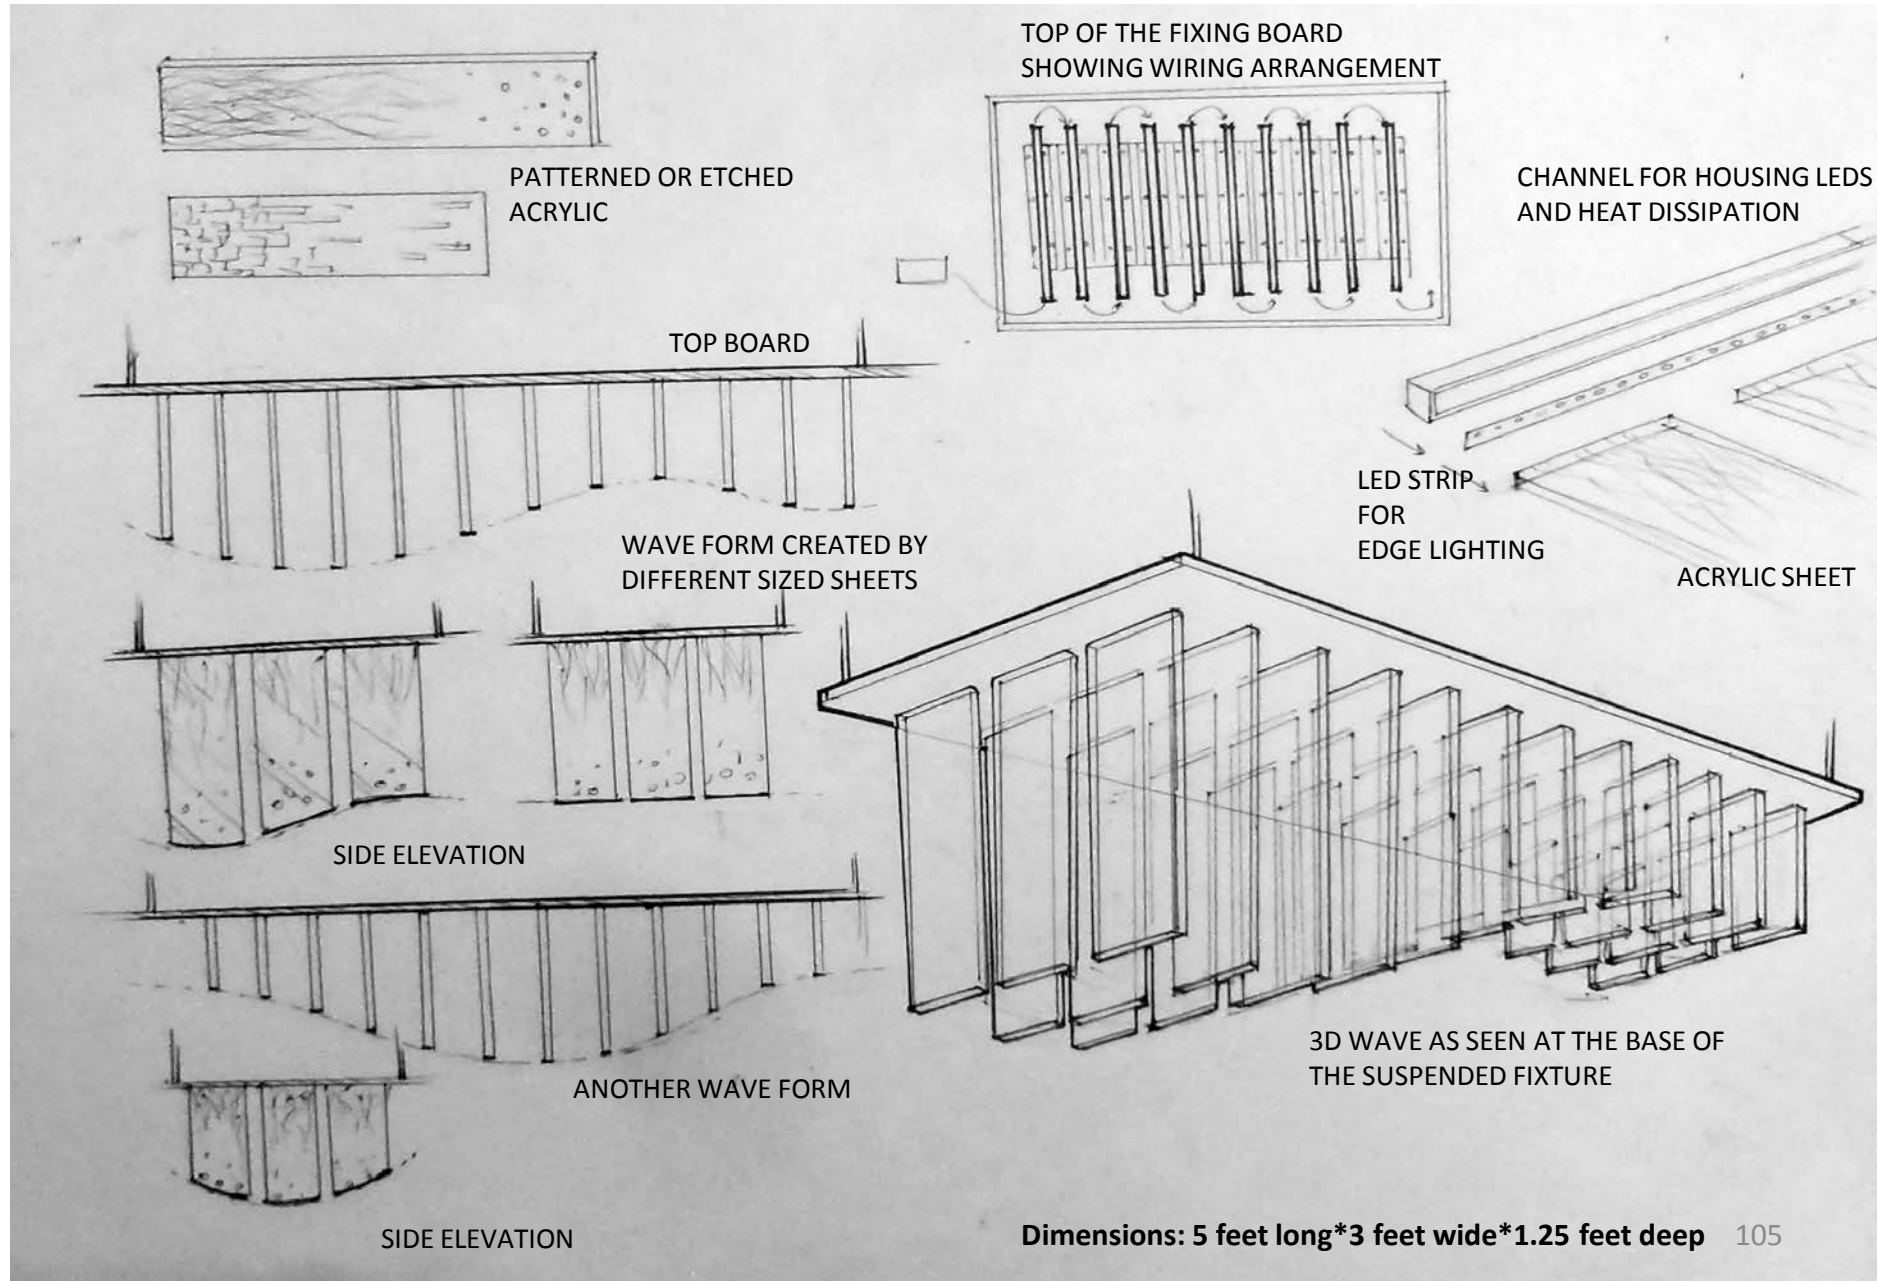 TOP OF THE FIXING BOARD
SHOWING WIRING ARRANGEMENT
PATTERNED OR ETCHED
ACRYLIC
CHANNEL FOR HOUSING LEDS
AND HEAT DISSIPATION
TOP BOARD
LED STRIP
FOR
EDGE LIGHTING
WAVE FORM CREATED BY
DIFFERENT SIZED SHEETS
ACRYLIC SHEET
SIDE ELEVATION
3D WAVE AS SEEN AT THE BASE OF
THE SUSPENDED FIXTURE
ANOTHER WAVE FORM
SIDE ELEVATION
Dimensions: 5 feet long*3 feet wide*1.25 feet deep
105